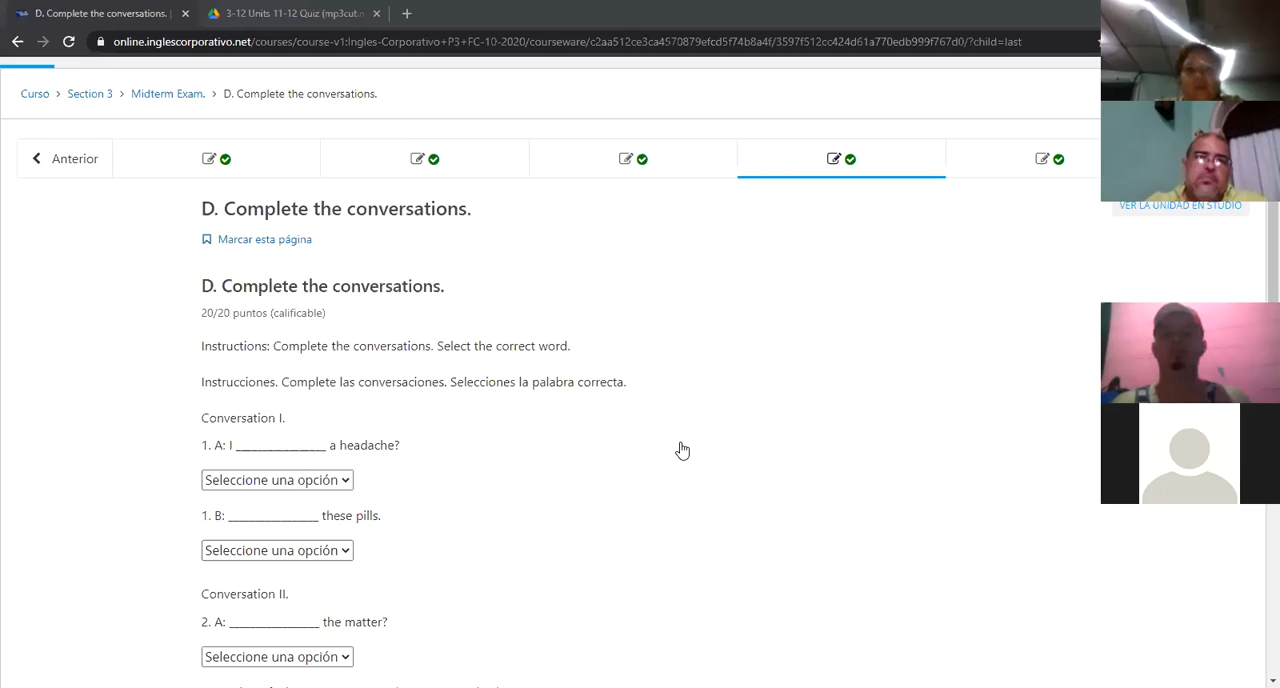 D. Complete the conversations. |
3-12 Units 11-12 Quiz (mp3cut.n
online.inglescorporativo.net/courses/course-v1:Ingles-Corporativo+P3+FC-10-2020/courseware/c2aa512ce3ca4570879efcd5f74b8a4f/3597f512cc424d61a770edb999f767d0/?child=last
Curso > Section 3 > Midterm Exam. > D. Complete the conversations.
Anterior
VER LA UNIDAD EN STUDIO
D. Complete the conversations.
Marcar esta página
D. Complete the conversations.
20/20 puntos (calificable)
Instructions: Complete the conversations. Select the correct word.
Instrucciones. Complete las conversaciones. Selecciones la palabra correcta.
Conversation I.
1. A: I ______________ a headache?
Seleccione una opción
1. B: ______________ these pills.
Seleccione una opción
Conversation II.
2. A: ______________ the matter?
Seleccione una opción